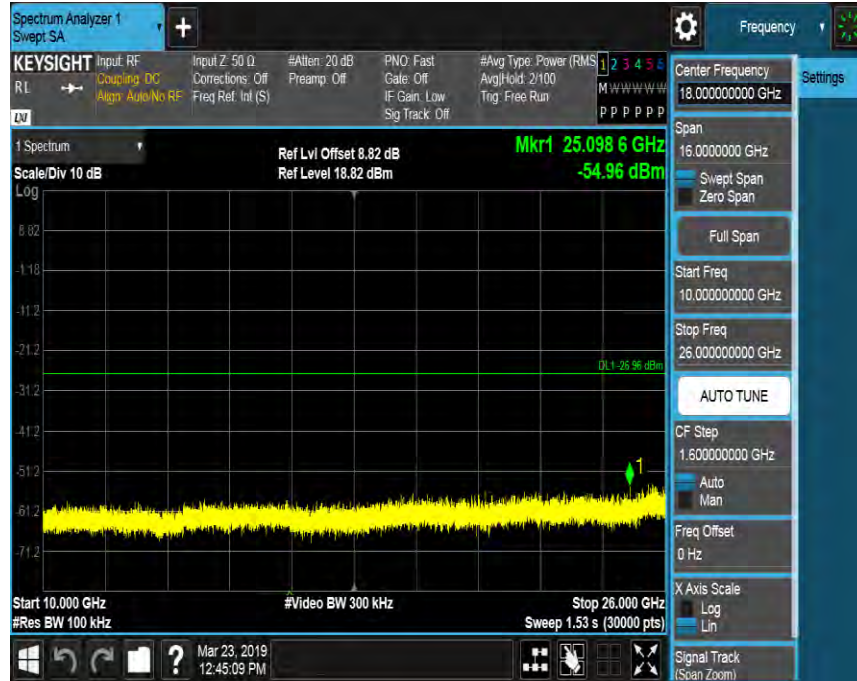 Spectrum Analyzer 1
Swept SA
+
Frequency
KEYSIGHT
RL
LXI
Input: RF
Coupling: DC
Align: Auto/No RF
Input Z: 50 Ω
Corrections: Off
Freq Ref: Int (S)
#Atten: 20 dB
Preamp: Off
PNO: Fast
Gate: Off
IF Gain: Low
Sig Track: Off
#Avg Type: Power (RMS
Avg|Hold: 2/100
Trig: Free Run
1 2 3 4 5 6
M W W W W W
P P P P P P
1 Spectrum
Scale/Div 10 dB
Log
Ref Lvl Offset 8.82 dB
Ref Level 18.82 dBm
Mkr1 25.098 6 GHz
-54.96 dBm
8.82
-1.18
-11.2
-21.2
-31.2
-41.2
-51.2
-61.2
-71.2
DL1 -26.96 dBm
1
Start 10.000 GHz
#Res BW 100 kHz
#Video BW 300 kHz
Stop 26.000 GHz
Sweep 1.53 s (30000 pts)
?
Mar 23, 2019
12:45:09 PM
Settings
Center Frequency
18.000000000 GHz
Span
16.0000000 GHz
Swept Span
Zero Span
Full Span
Start Freq
10.000000000 GHz
Stop Freq
26.000000000 GHz
AUTO TUNE
CF Step
1.600000000 GHz
Auto
Man
Freq Offset
0 Hz
X Axis Scale
Log
Lin
Signal Track
(Span Zoom)